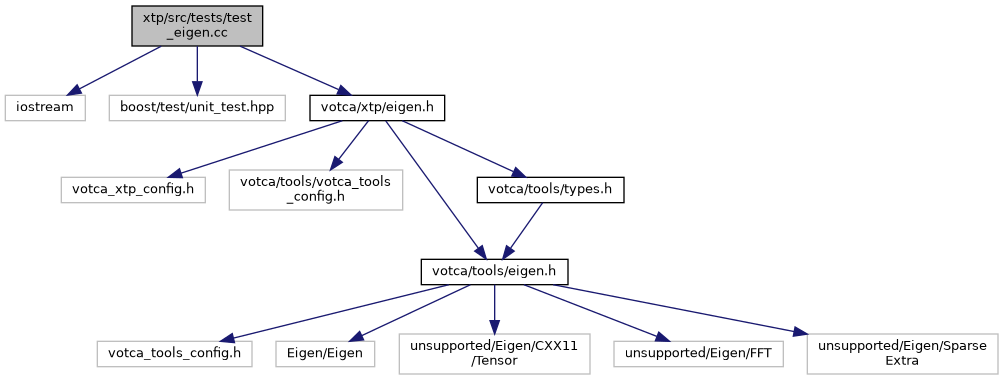 xtp/src/tests/test
_eigen.cc
iostream
boost/test/unit_test.hpp
votca/xtp/eigen.h
votca_xtp_config.h
votca/tools/votca_tools
_config.h
votca/tools/types.h
votca/tools/eigen.h
votca_tools_config.h
Eigen/Eigen
unsupported/Eigen/CXX11
/Tensor
unsupported/Eigen/FFT
unsupported/Eigen/Sparse
Extra